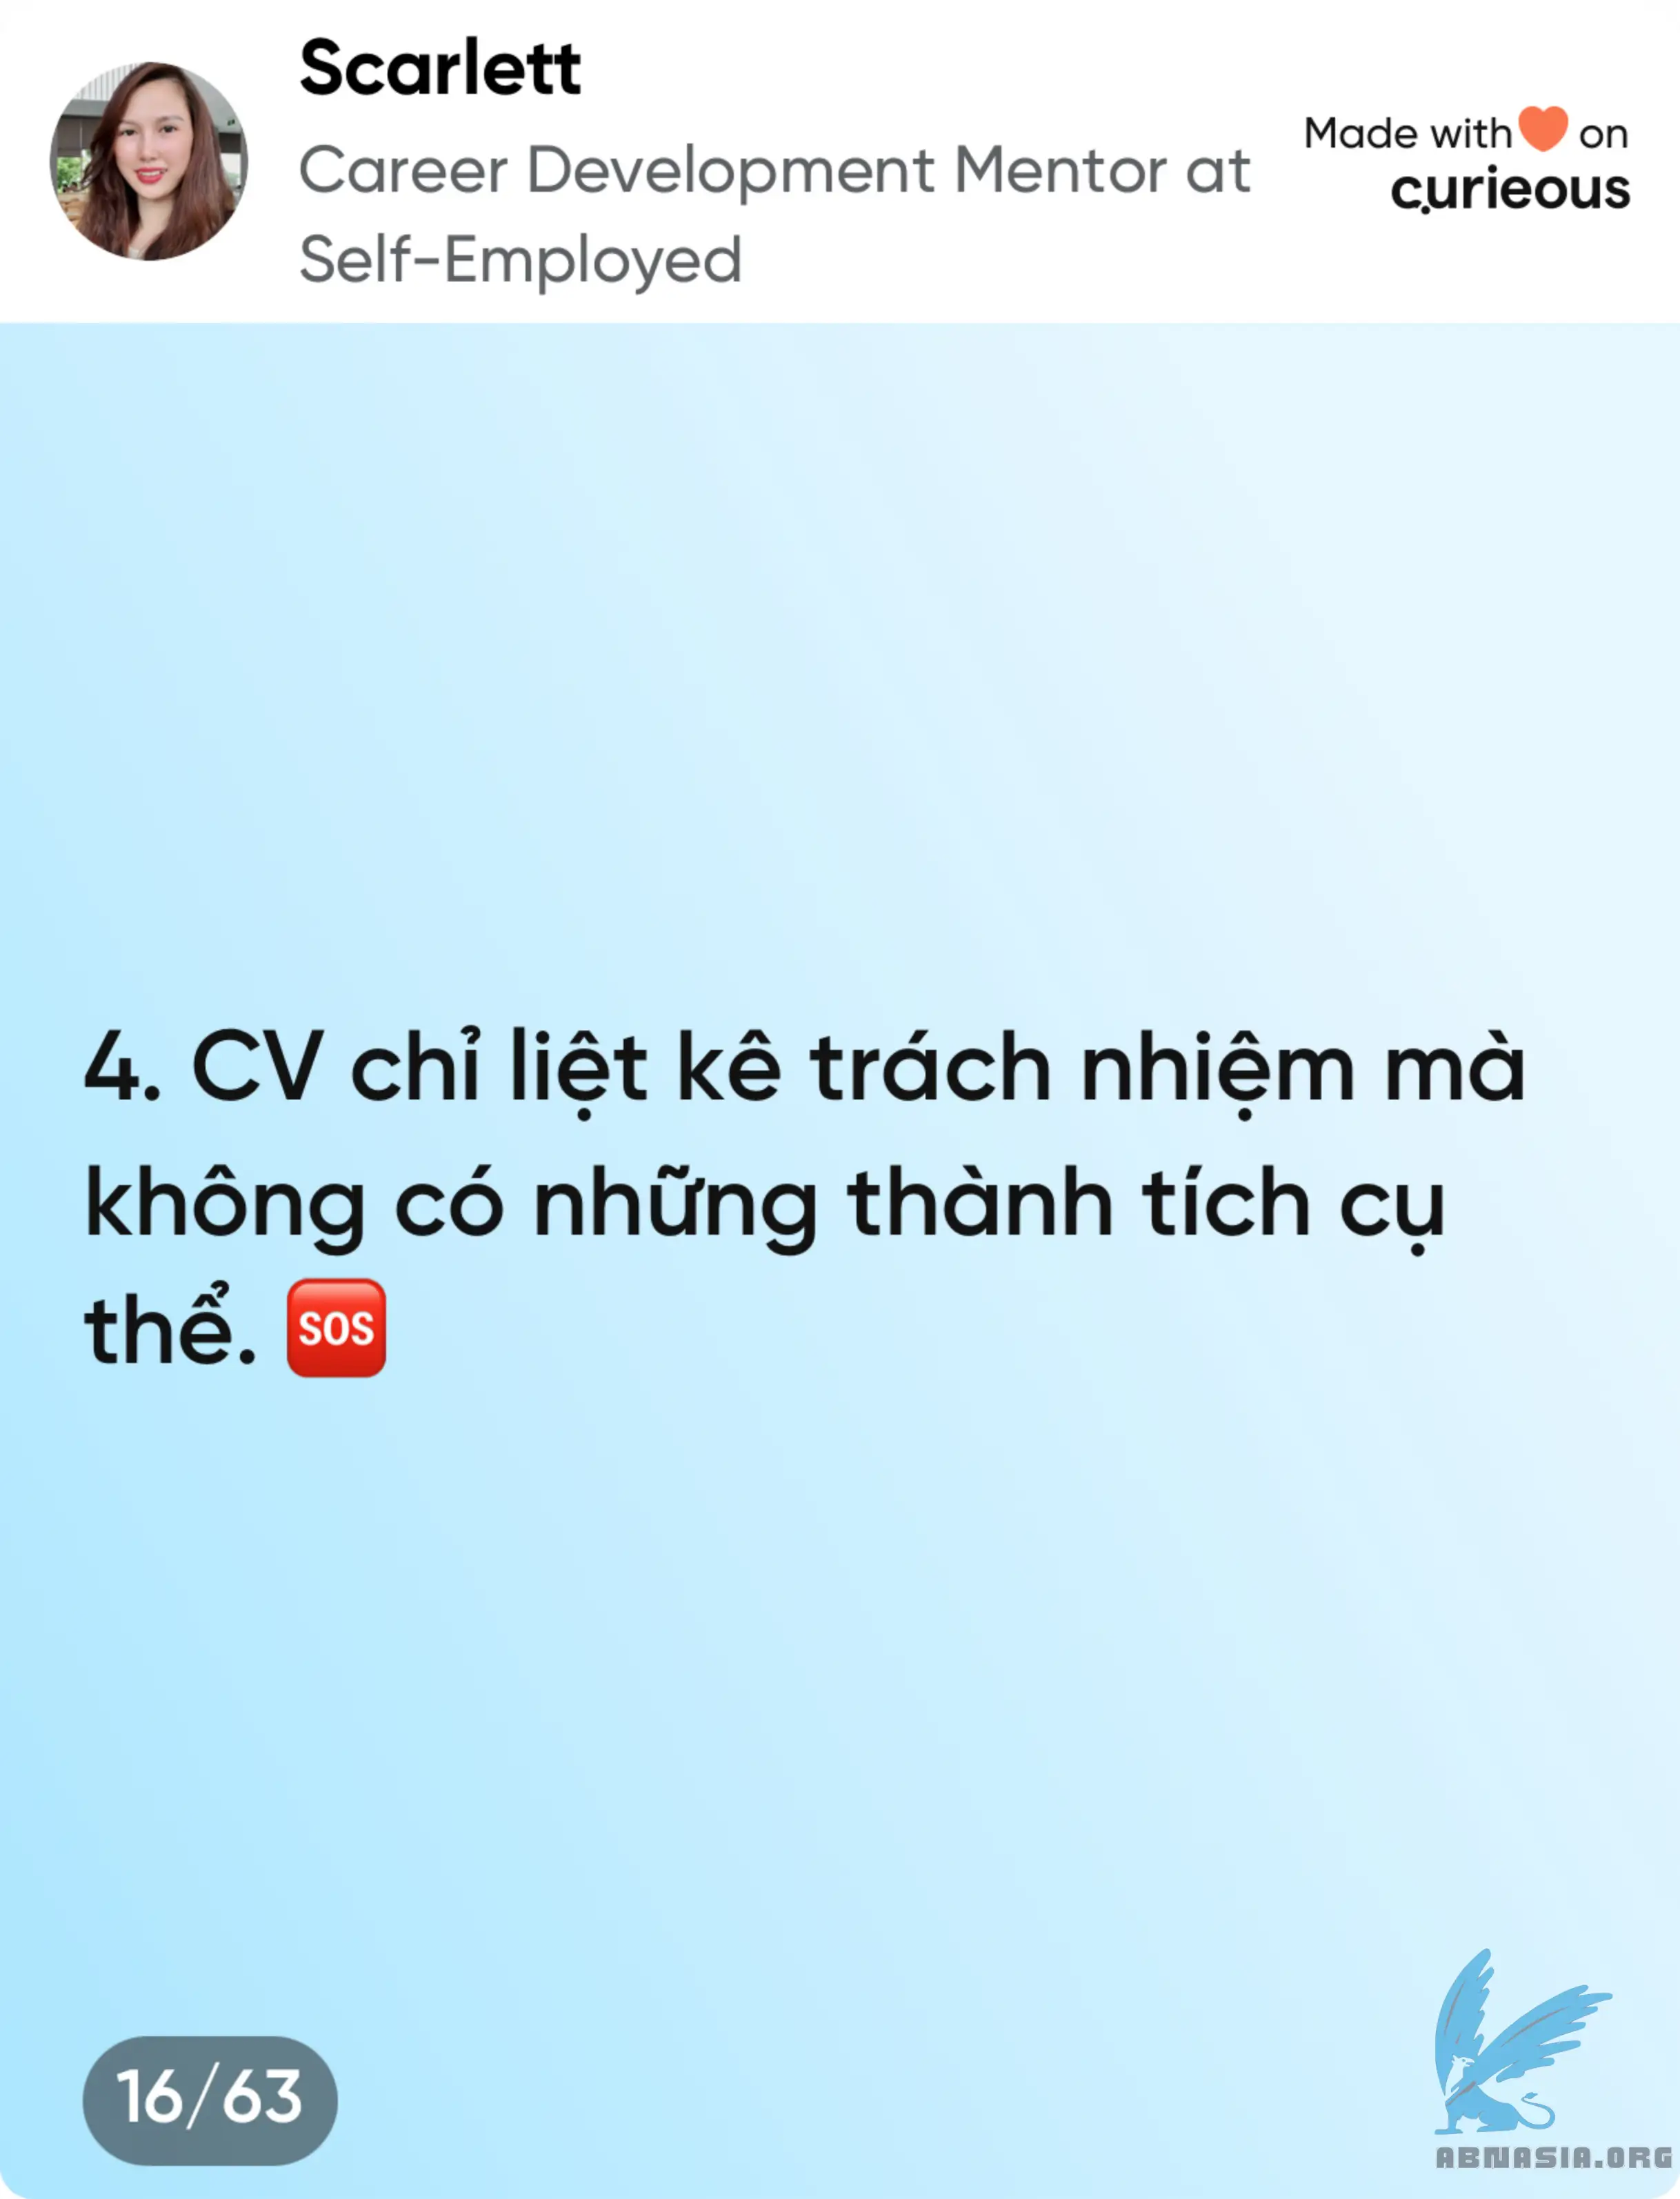 Scarlett
Career Development Mentor at
Self-Employed
Made with🧡 on
curieous
4. CV chỉ liệt kê trách nhiệm mà
không có những thành tích cụ
thể. 🆘
16/63
ABNASIA.ORG